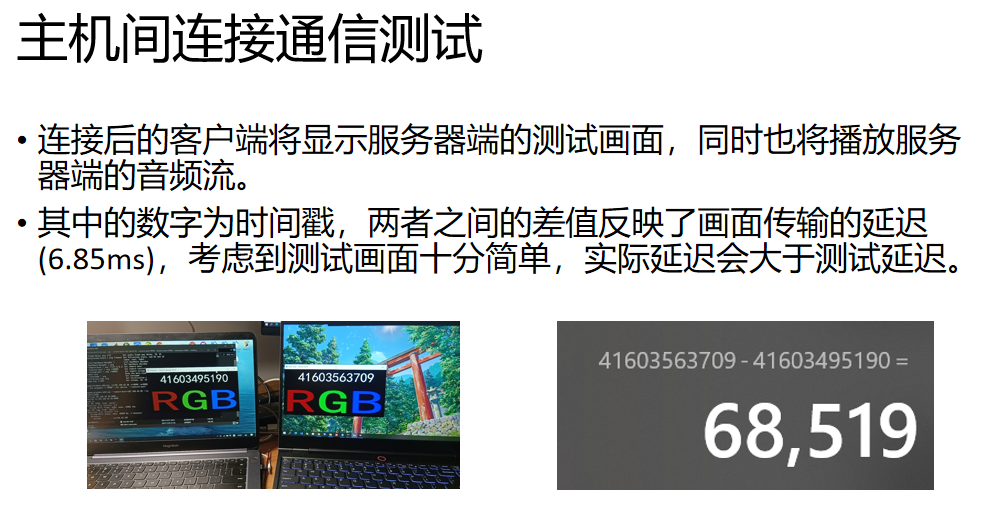 主机间连接通信测试
• 连接后的客户端将显示服务器端的测试画面，同时也将播放服务
器端的音频流。
• 其中的数字为时间戳，两者之间的差值反映了画面传输的延迟
(6.85ms)，考虑到测试画面十分简单，实际延迟会大于测试延迟。
41603495190
RGB
41603563709
RGB
41603563709 - 41603495190 =
68,519